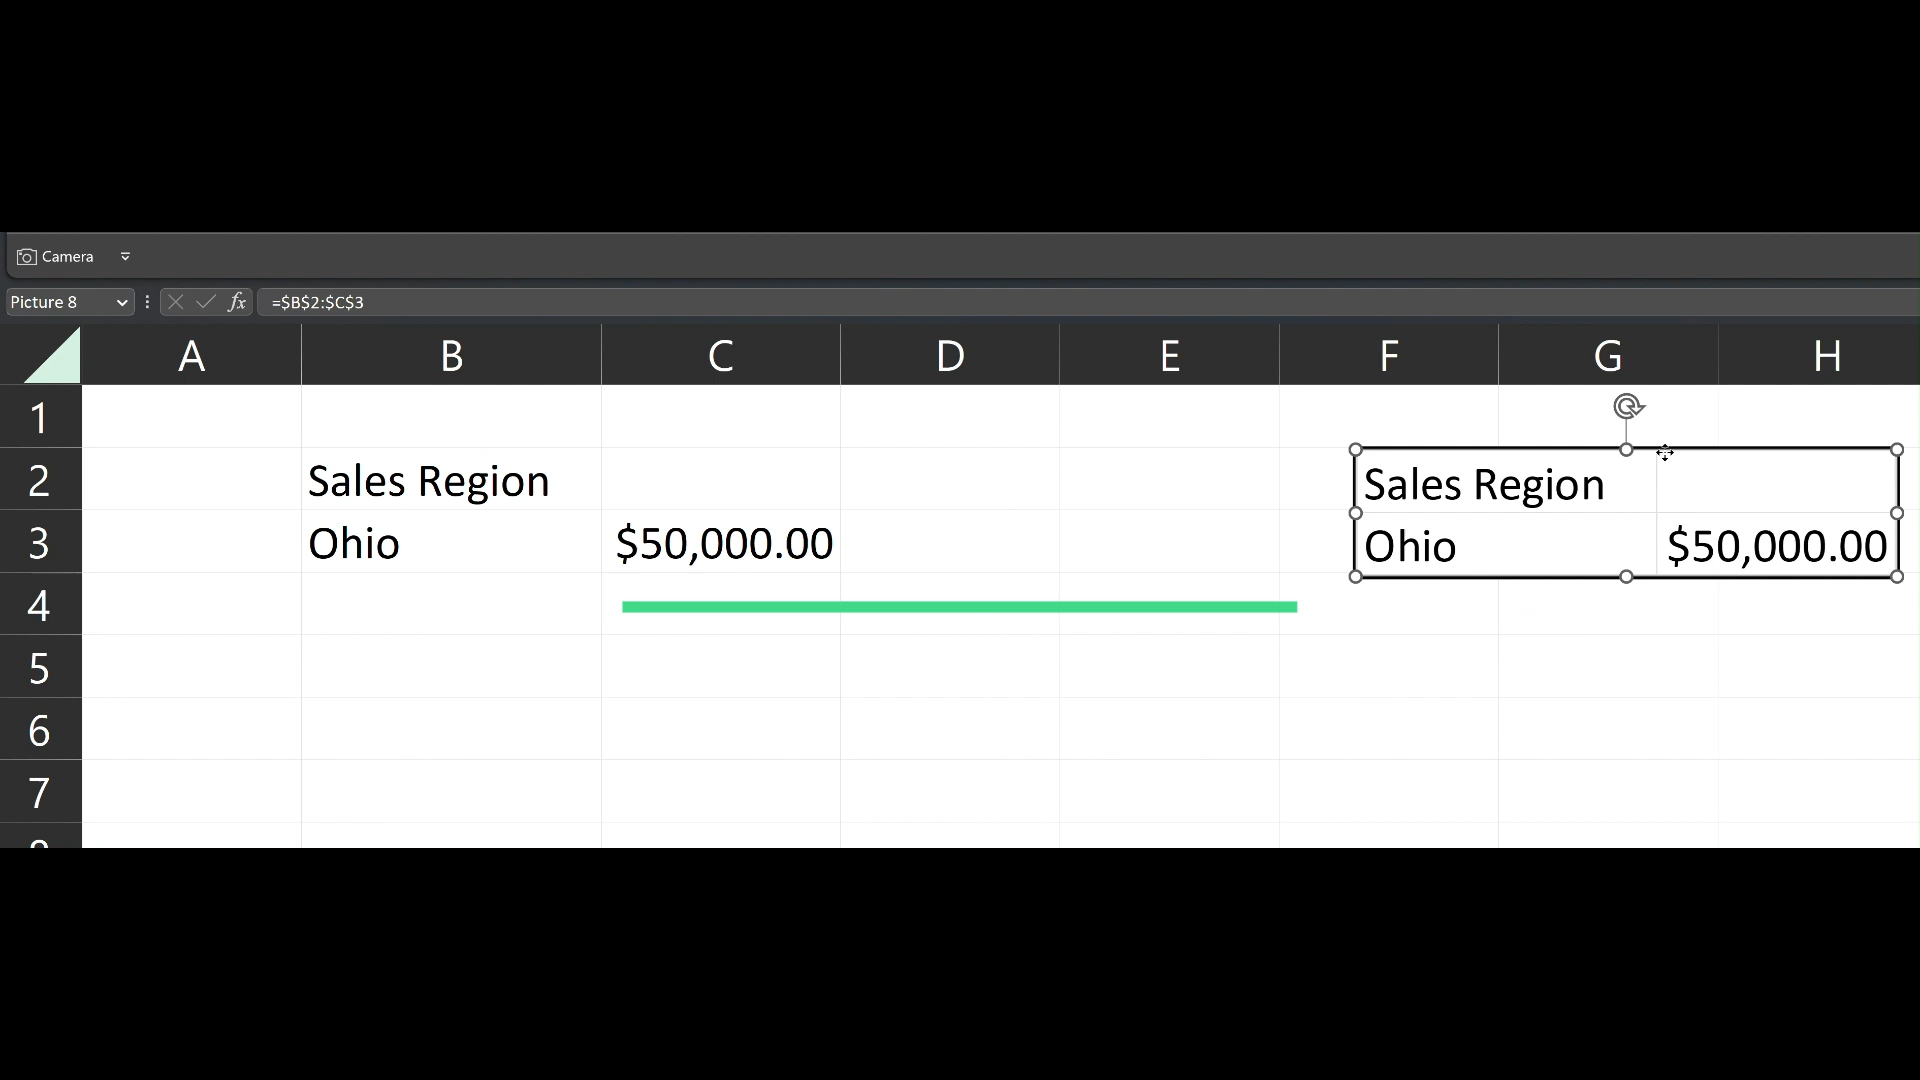 Camera
Picture 8 fx =$B$2:$C$3
A B C D E F G H
1
2 Sales Region Sales Region
3 Ohio $50,000.00 Ohio $50,000.00
4
5
6
7